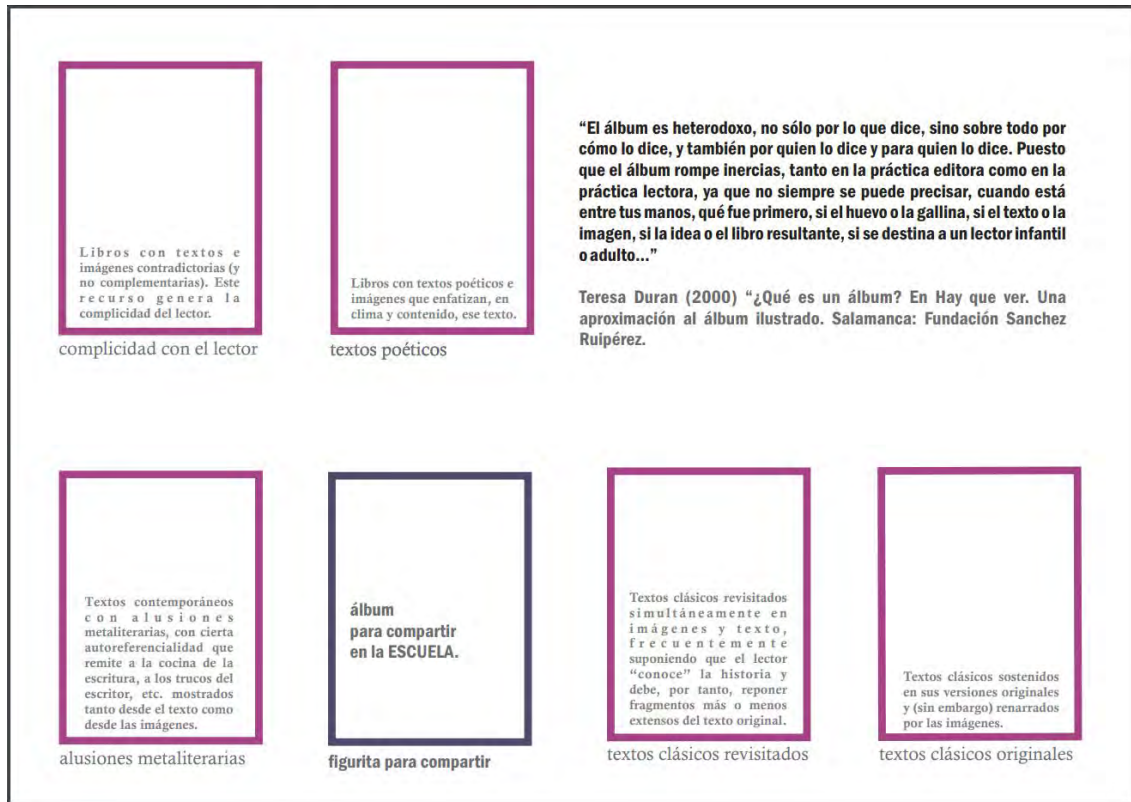 Libros con textos e
imágenes contradictorias (y
no complementarias). Este
recurso genera la
complicidad del lector.
complicidad con el lector
Libros con textos poéticos e
imágenes que enfatizan, en
clima y contenido, ese texto.
textos poéticos
“El álbum es heterodoxo, no sólo por lo que dice, sino sobre todo por
cómo lo dice, y también por quien lo dice y para quien lo dice. Puesto
que el álbum rompe inercias, tanto en la práctica editora como en la
práctica lectora, ya que no siempre se puede precisar, cuando está
entre tus manos, qué fue primero, si el huevo o la gallina, si el texto o la
imagen, si la idea o el libro resultante, si se destina a un lector infantil
o adulto...”
Teresa Duran (2000) “¿Qué es un álbum? En Hay que ver. Una
aproximación al álbum ilustrado. Salamanca: Fundación Sanchez
Ruipérez.
Textos contemporáneos
con alusiones
metaliterarias, con cierta
autoreferencialidad que
remite a la cocina de la
escritura, a los trucos del
escritor, etc. mostrados
tanto desde el texto como
desde las imágenes.
alusiones metaliterarias
álbum
para compartir
en la ESCUELA.
figurita para compartir
Textos clásicos revisitados
simultáneamente en
imágenes y texto,
frecuentemente
suponiendo que el lector
“conoce” la historia y
debe, por tanto, reponer
fragmentos más o menos
extensos del texto original.
textos clásicos revisitados
Textos clásicos sostenidos
en sus versiones originales
y (sin embargo) renarrados
por las imágenes.
textos clásicos originales